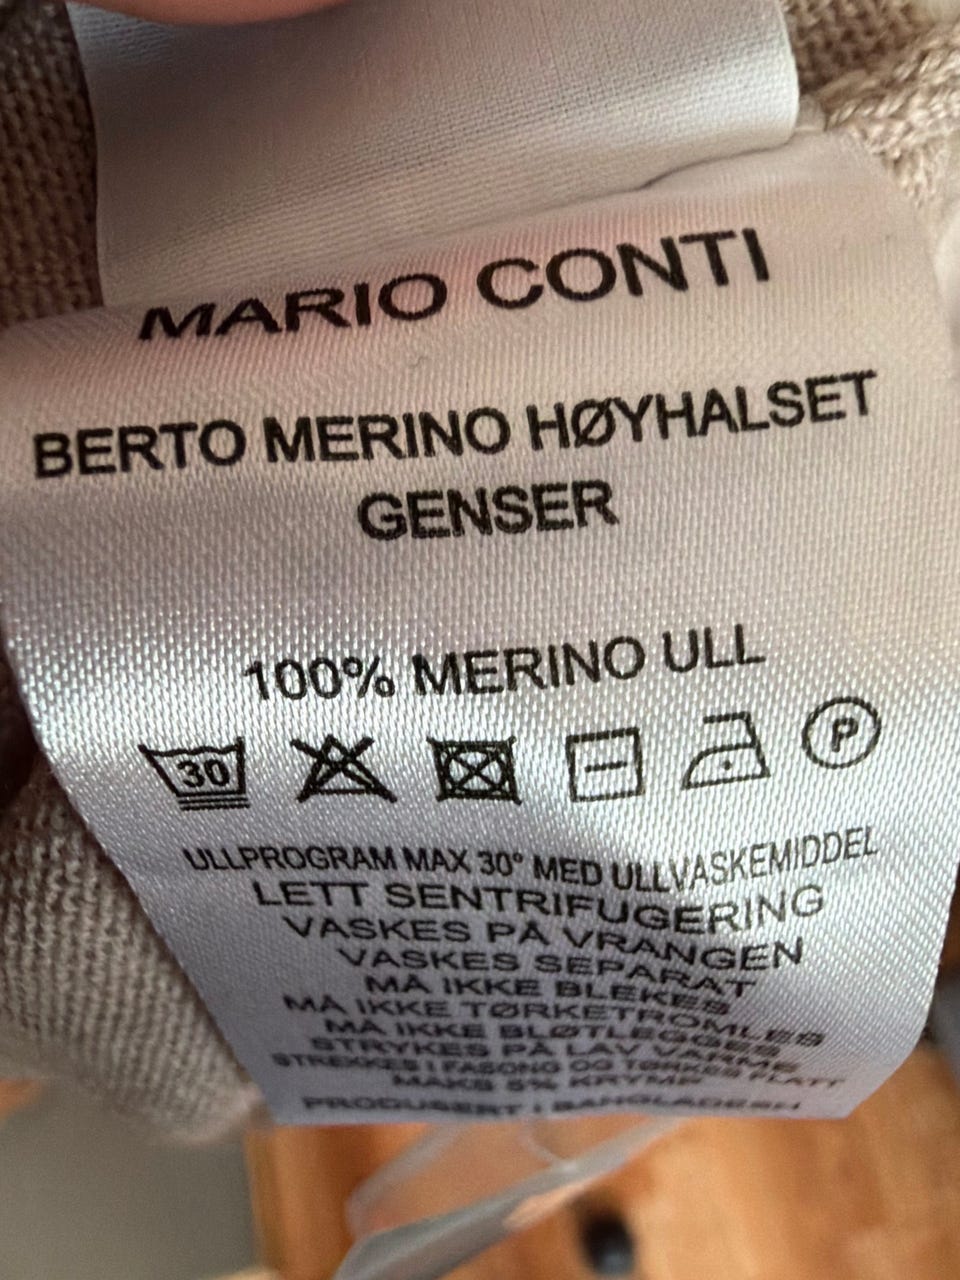 MARIO CONTI
BERTO MERINO HØYHALSET
GENSER
100% MERINO ULL
30
P
ULLPROGRAM MAX 30° MED ULLVASKEMIDDEL
LETT SENTRIFUGERING
VASKES PÅ VRANGEN
VASKES SEPARAT
MÅ IKKE BLEKES
MÅ IKKE TØRKETROMLES
MÅ IKKE BLØTLEGGES
STRYKES PÅ LAV VARME
STREKKES I FASONG OG TØRKES FLATT
MAKS 5% KRYMP
PRODUSERT I BANGLADESH